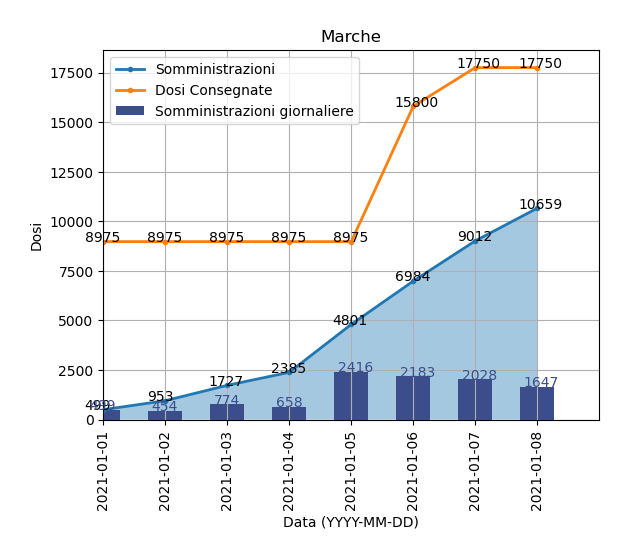 Marche
Somministrazioni
Dosi Consegnate
Somministrazioni giornaliere
Dosi
17500
15000
12500
10000
7500
5000
2500
0
8975 8975 8975 8975 8975 15800 17750 17750
499 953 1727 2385 4801 6984 9012 10659
499 454 774 658 2416 2183 2028 1647
2021-01-01 2021-01-02 2021-01-03 2021-01-04 2021-01-05 2021-01-06 2021-01-07 2021-01-08
Data (YYYY-MM-DD)